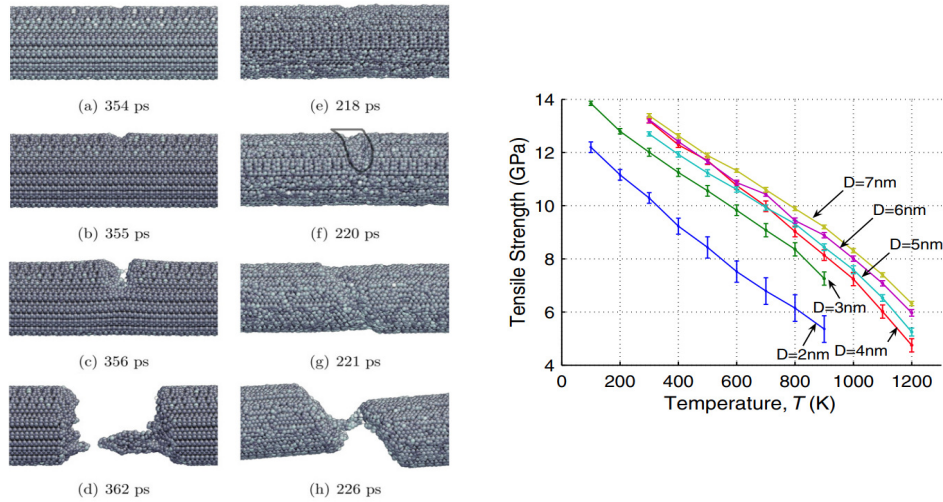 (a) 354 ps
(e) 218 ps
(b) 355 ps
(f) 220 ps
(c) 356 ps
(g) 221 ps
(d) 362 ps
(h) 226 ps
Tensile Strength (GPa)
14
12
10
8
6
4
D=7nm
D=6nm
D=5nm
D=3nm
D=2nm
D=4nm
0 200 400 600 800 1000 1200
Temperature, T (K)